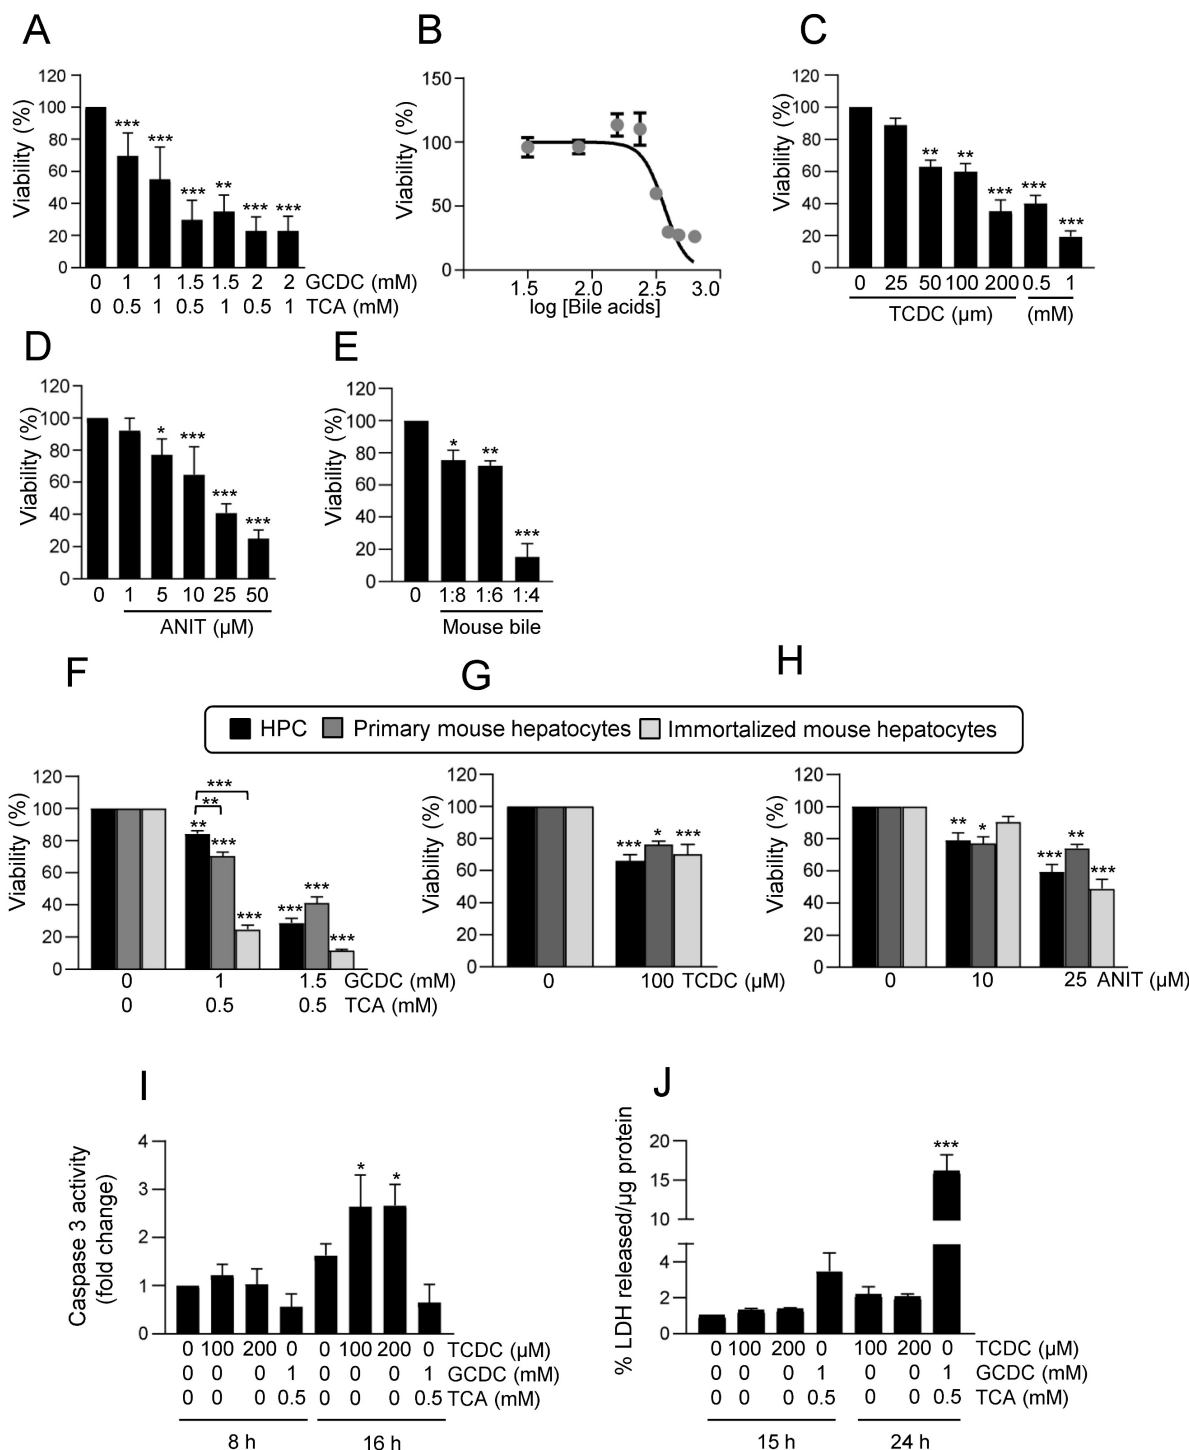 A
B
C
Viability (%)
120
100
80
60
40
20
0
***
***
***
**
***
***
0 1 1 1.5 1.5 2 2 GCDC (mM)
0 0.5 1 0.5 1 0.5 1 TCA (mM)
Viability (%)
150
100
50
0
1.5 2.0 2.5 3.0
log [Bile acids]
Viability (%)
120
100
80
60
40
20
0
** ** *** *** ***
0 25 50 100 200 0.5 1
TCDC (µm) (mM)
D
E
Viability (%)
120
100
80
60
40
20
0
* *** *** ***
0 1 5 10 25 50
ANIT (µM)
Viability (%)
120
100
80
60
40
20
0
* ** ***
0 1:8 1:6 1:4
Mouse bile
F
G
H
HPC Primary mouse hepatocytes Immortalized mouse hepatocytes
Viability (%)
120
100
80
60
40
20
0
***
**
** *** ***
*** *** ***
0 1 1.5 GCDC (mM)
0 0.5 0.5 TCA (mM)
Viability (%)
120
100
80
60
40
20
0
*** * ***
0 100 TCDC (µM)
Viability (%)
120
100
80
60
40
20
0
** *
*** ** ***
0 10 25 ANIT (µM)
I
J
Caspase 3 activity
(fold change)
4
3
2
1
0
* *
0 100 200 0 0 100 200 0 TCDC (µM)
0 0 0 1 0 0 0 1 GCDC (mM)
0 0 0 0.5 0 0 0 0.5 TCA (mM)
8 h 16 h
% LDH released/µg protein
20
15
10
4
2
0
***
0 100 200 0 100 200 0 TCDC (µM)
0 0 0 1 0 0 1 GCDC (mM)
0 0 0 0.5 0 0 0.5 TCA (mM)
15 h 24 h